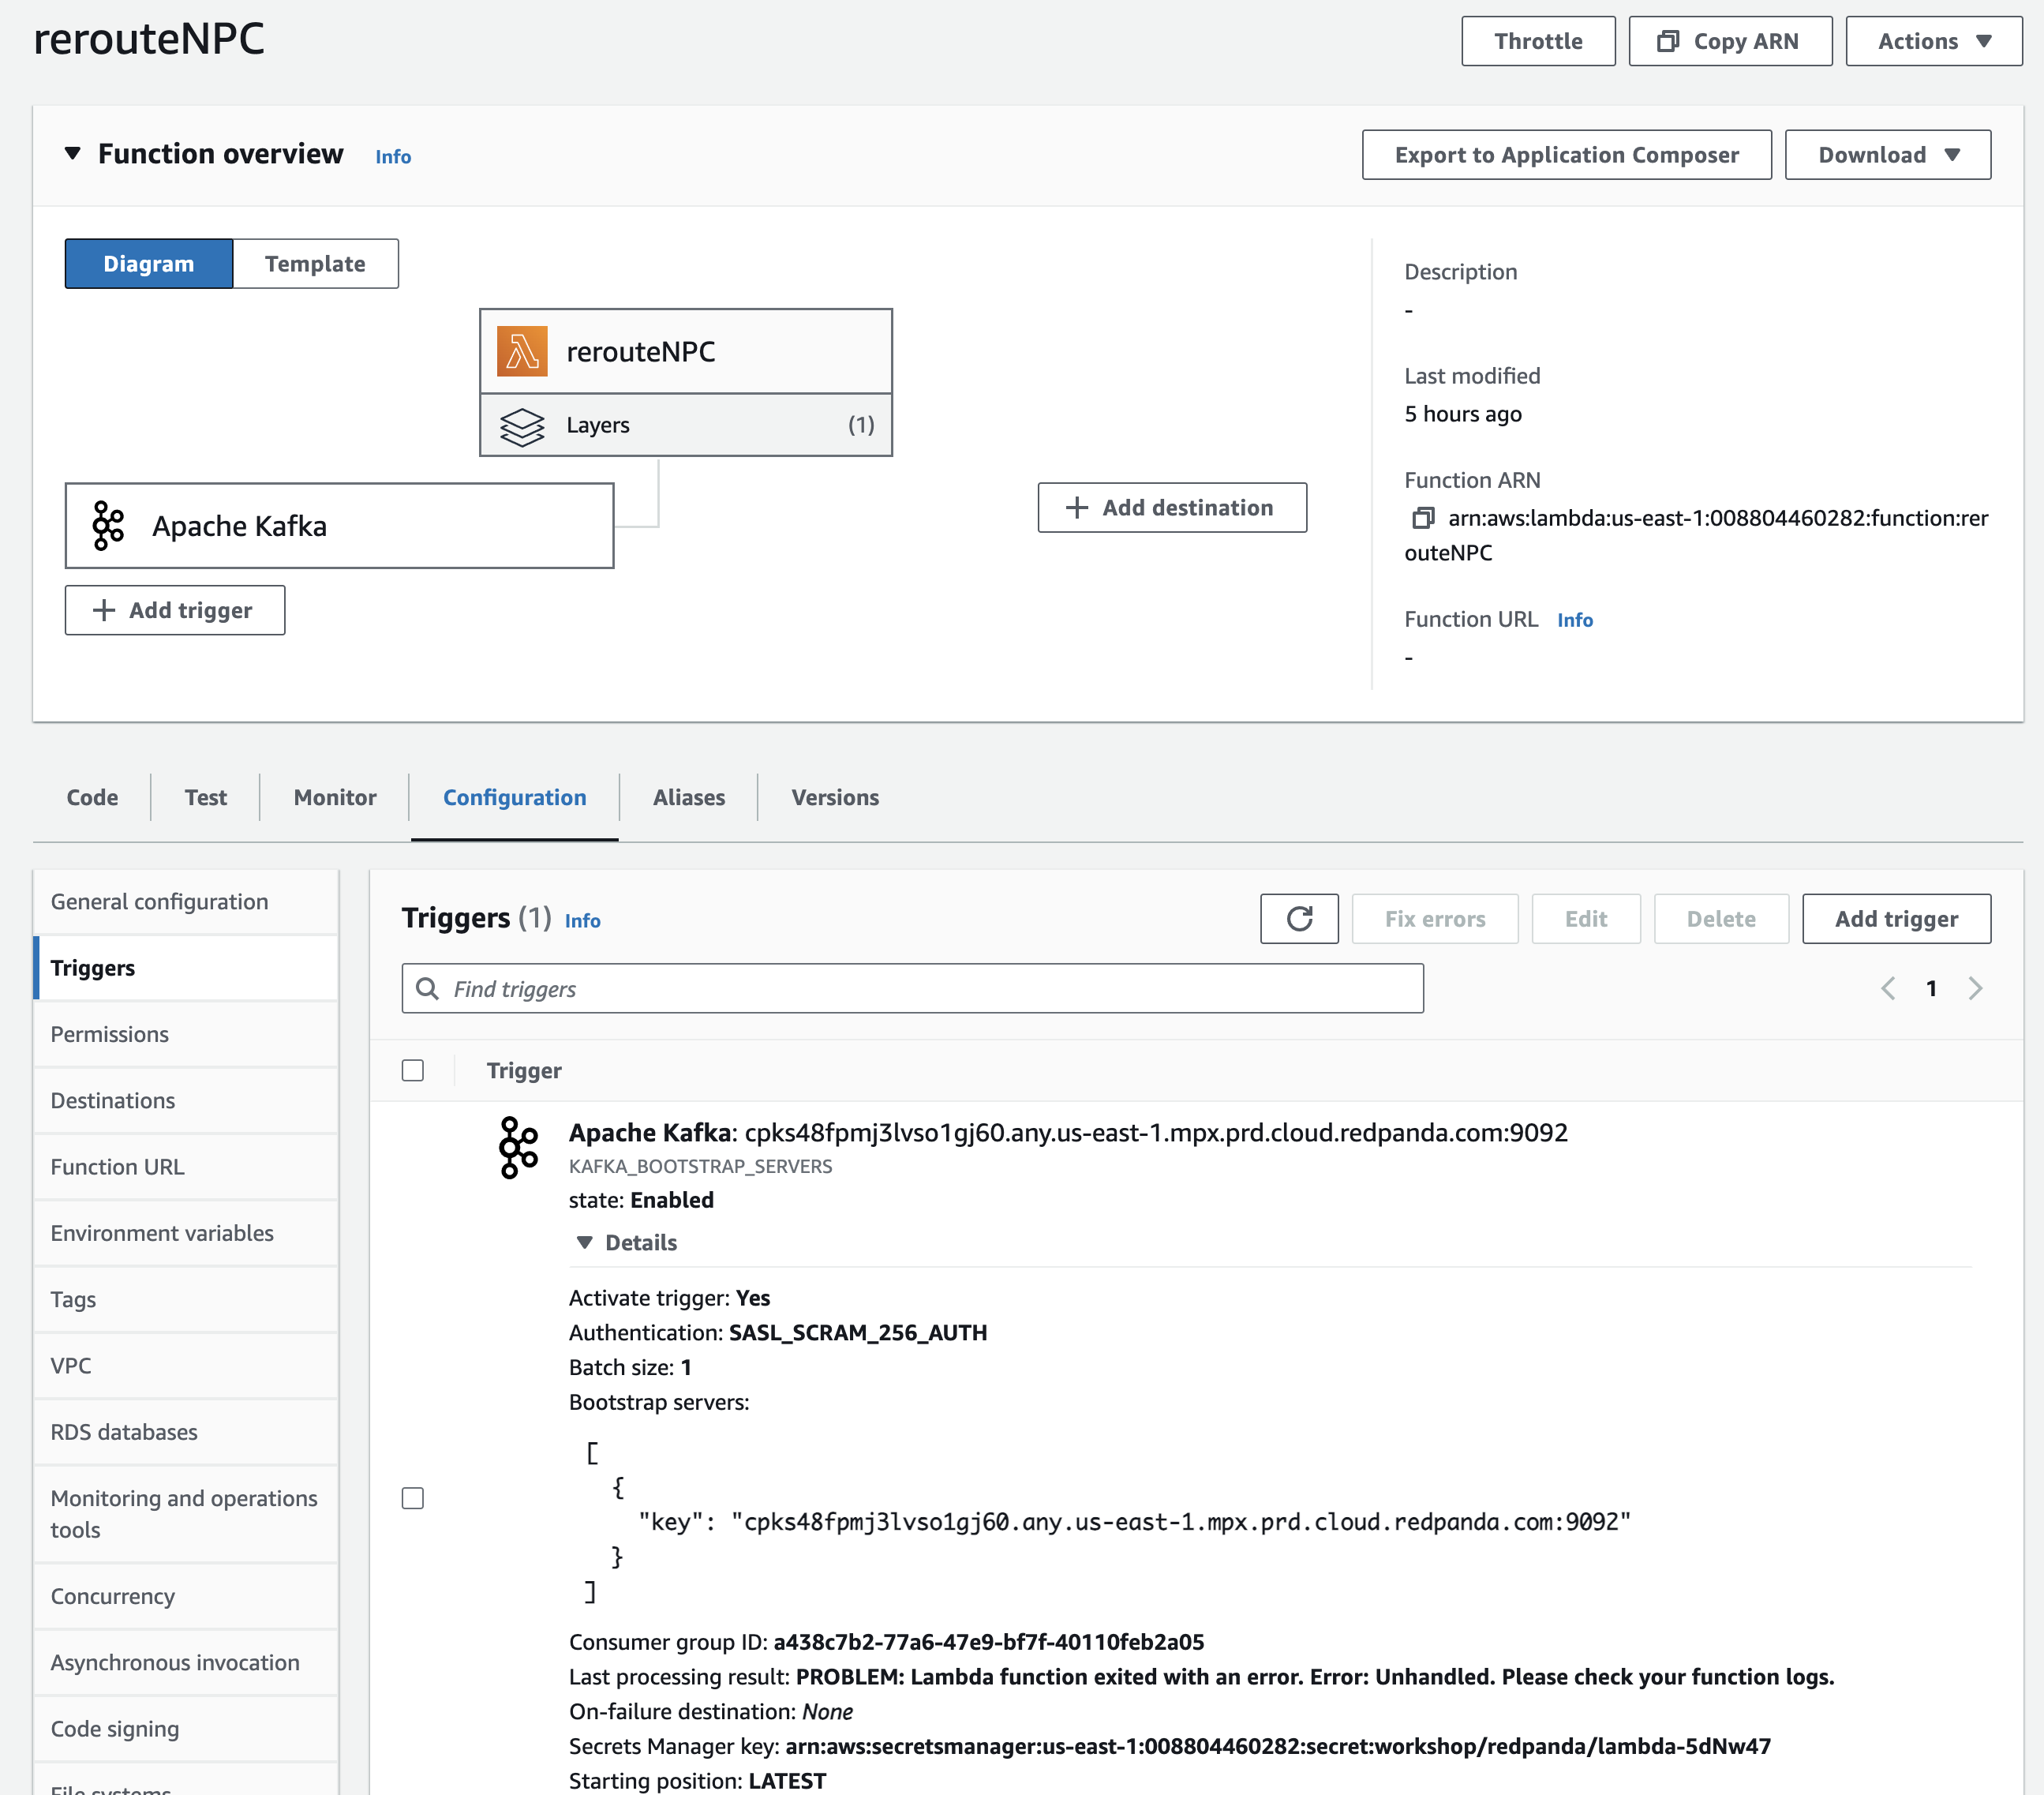 rerouteNPC
Throttle
Copy ARN
Actions
Function overview Info
Export to Application Composer
Download
Diagram
Template
rerouteNPC
Layers (1)
Apache Kafka
Add trigger
Add destination
Description
-
Last modified
5 hours ago
Function ARN
arn:aws:lambda:us-east-1:008804460282:function:rer
outeNPC
Function URL Info
-
Code
Test
Monitor
Configuration
Aliases
Versions
General configuration
Triggers
Permissions
Destinations
Function URL
Environment variables
Tags
VPC
RDS databases
Monitoring and operations
tools
Concurrency
Asynchronous invocation
Code signing
File systems
Triggers (1) Info
Fix errors
Edit
Delete
Add trigger
Find triggers
1
Trigger
Apache Kafka: cpks48fpmj3lvso1gj60.any.us-east-1.mpx.prd.cloud.redpanda.com:9092
KAFKA_BOOTSTRAP_SERVERS
state: Enabled
Details
Activate trigger: Yes
Authentication: SASL_SCRAM_256_AUTH
Batch size: 1
Bootstrap servers:
[
{
"key": "cpks48fpmj3lvso1gj60.any.us-east-1.mpx.prd.cloud.redpanda.com:9092"
}
]
Consumer group ID: a438c7b2-77a6-47e9-bf7f-40110feb2a05
Last processing result: PROBLEM: Lambda function exited with an error. Error: Unhandled. Please check your function logs.
On-failure destination: None
Secrets Manager key: arn:aws:secretsmanager:us-east-1:008804460282:secret:workshop/redpanda/lambda-5dNw47
Starting position: LATEST